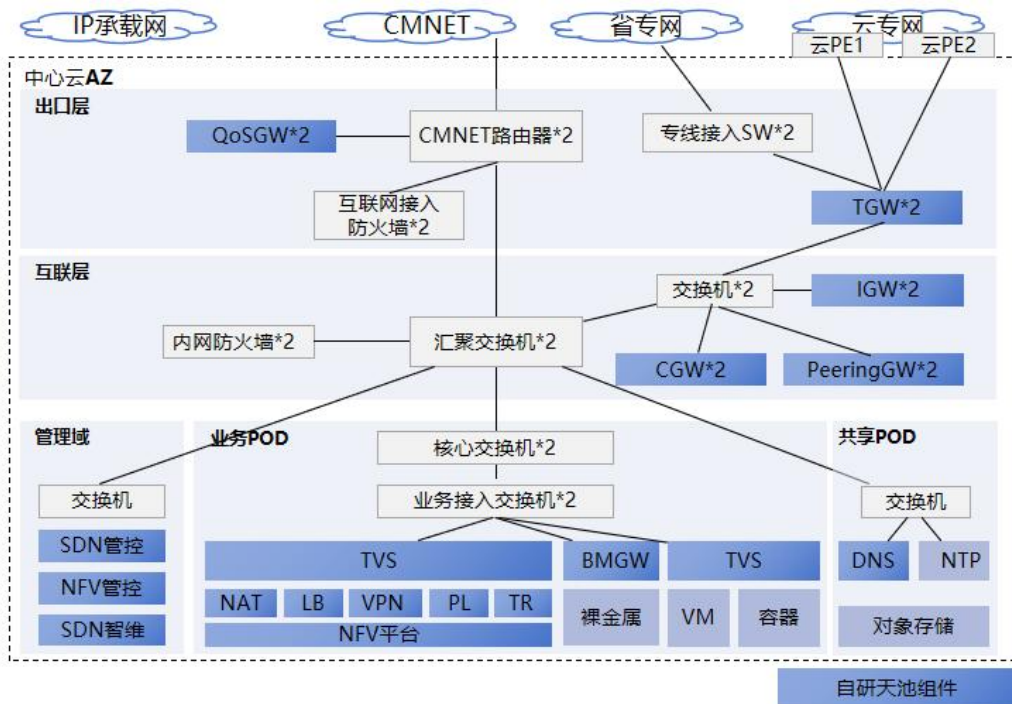 IP承载网
CMNET
省专网
云专网
云PE1
云PE2
中心云AZ
出口层
QoSGW*2
CMNET路由器*2
专线接入SW*2
互联网接入
防火墙*2
TGW*2
互联层
交换机*2
IGW*2
内网防火墙*2
汇聚交换机*2
CGW*2
PeeringGW*2
管理域
业务POD
共享POD
核心交换机*2
交换机
业务接入交换机*2
交换机
SDN管控
TVS
BMGW
TVS
DNS
NTP
NFV管控
NAT
LB
VPN
PL
TR
裸金属
VM
容器
SDN智维
NFV平台
对象存储
自研天池组件